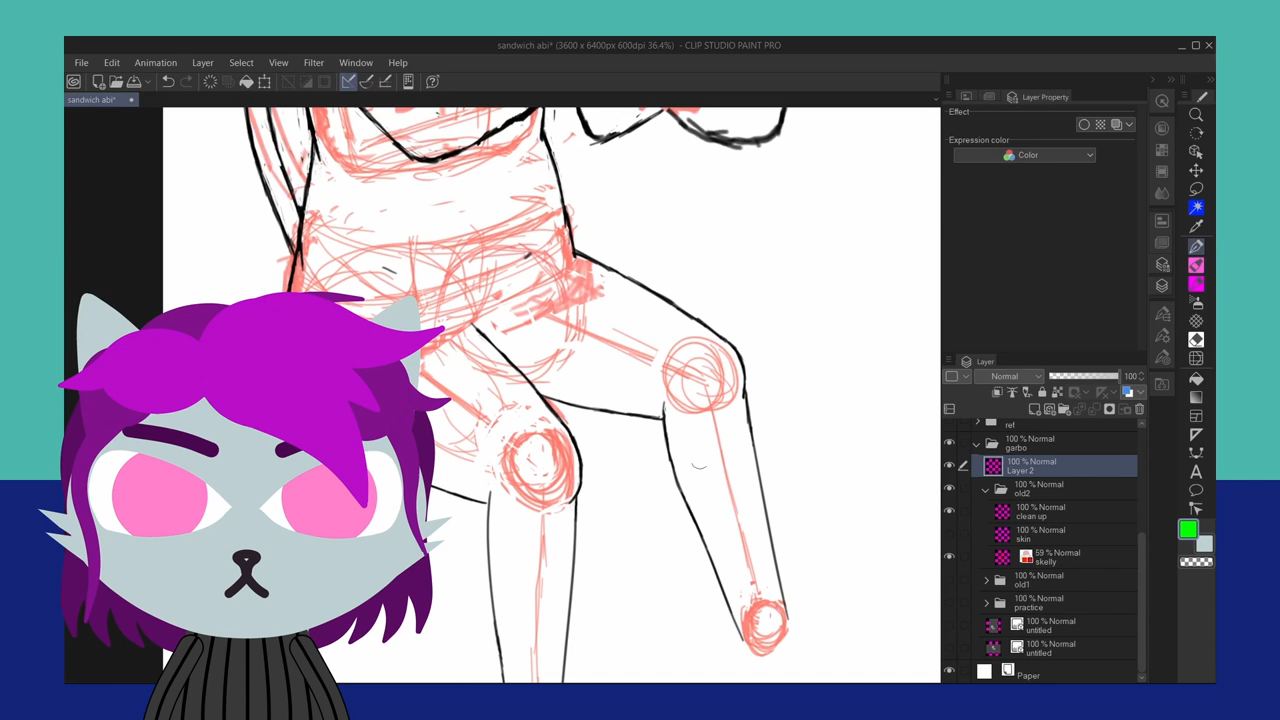 sandwich abi* (3600 x 6400px 600dpi 36.4%) - CLIP STUDIO PAINT PRO
File Edit Animation Layer Select View Filter Window Help
sandwich abi*
Layer Property
Effect
Expression color
Color
Layer
Normal 100
ref
100 % Normal
garbo
100 % Normal
Layer 2
100 % Normal
old2
100 % Normal
clean up
100 % Normal
skin
59 % Normal
skelly
100 % Normal
old1
100 % Normal
practice
100 % Normal
untitled
100 % Normal
untitled
Paper